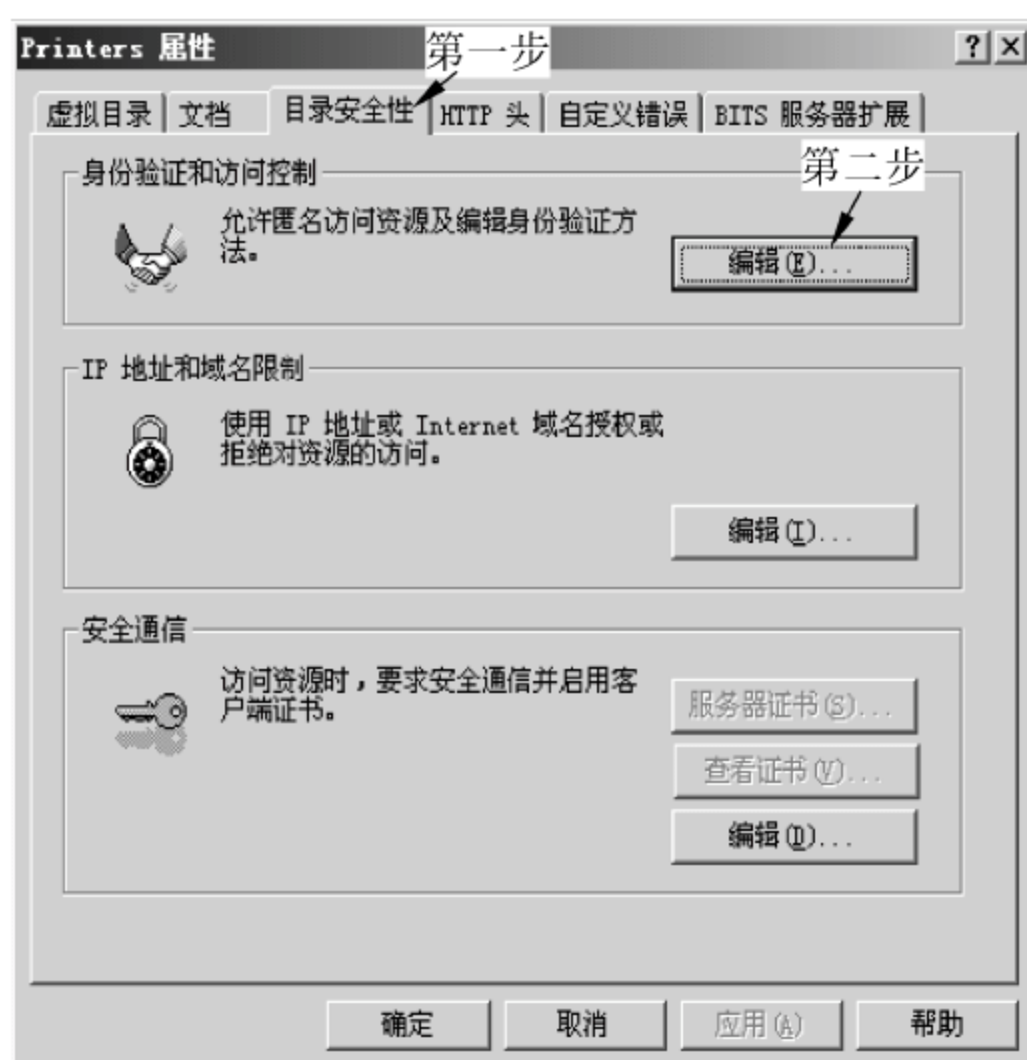 Printers 属性
第一步
虚拟目录 文档 目录安全性 HTTP 头 自定义错误 BITS 服务器扩展
第二步
身份验证和访问控制
允许匿名访问资源及编辑身份验证方
法。
编辑(E)...
IP 地址和域名限制
使用 IP 地址或 Internet 域名授权或
拒绝对资源的访问。
编辑(I)...
安全通信
访问资源时，要求安全通信并启用客
户端证书。
服务器证书(S)...
查看证书(V)...
编辑(D)...
确定 取消 应用(A) 帮助